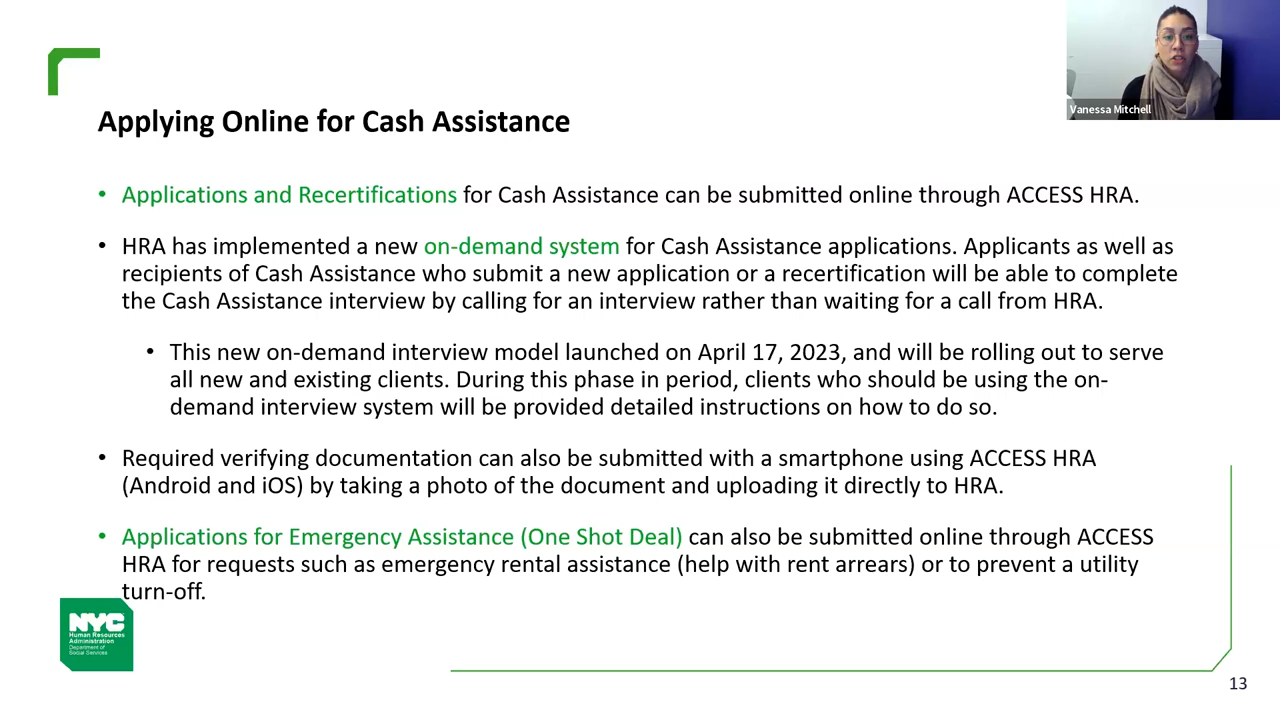 Vanessa Mitchell
Applying Online for Cash Assistance
• Applications and Recertifications for Cash Assistance can be submitted online through ACCESS HRA.
• HRA has implemented a new on-demand system for Cash Assistance applications. Applicants as well as
recipients of Cash Assistance who submit a new application or a recertification will be able to complete
the Cash Assistance interview by calling for an interview rather than waiting for a call from HRA.
• This new on-demand interview model launched on April 17, 2023, and will be rolling out to serve
all new and existing clients. During this phase in period, clients who should be using the on-
demand interview system will be provided detailed instructions on how to do so.
• Required verifying documentation can also be submitted with a smartphone using ACCESS HRA
(Android and iOS) by taking a photo of the document and uploading it directly to HRA.
• Applications for Emergency Assistance (One Shot Deal) can also be submitted online through ACCESS
HRA for requests such as emergency rental assistance (help with rent arrears) or to prevent a utility
turn-off.
NYC
Human Resources
Administration
Department of
Social Services
13